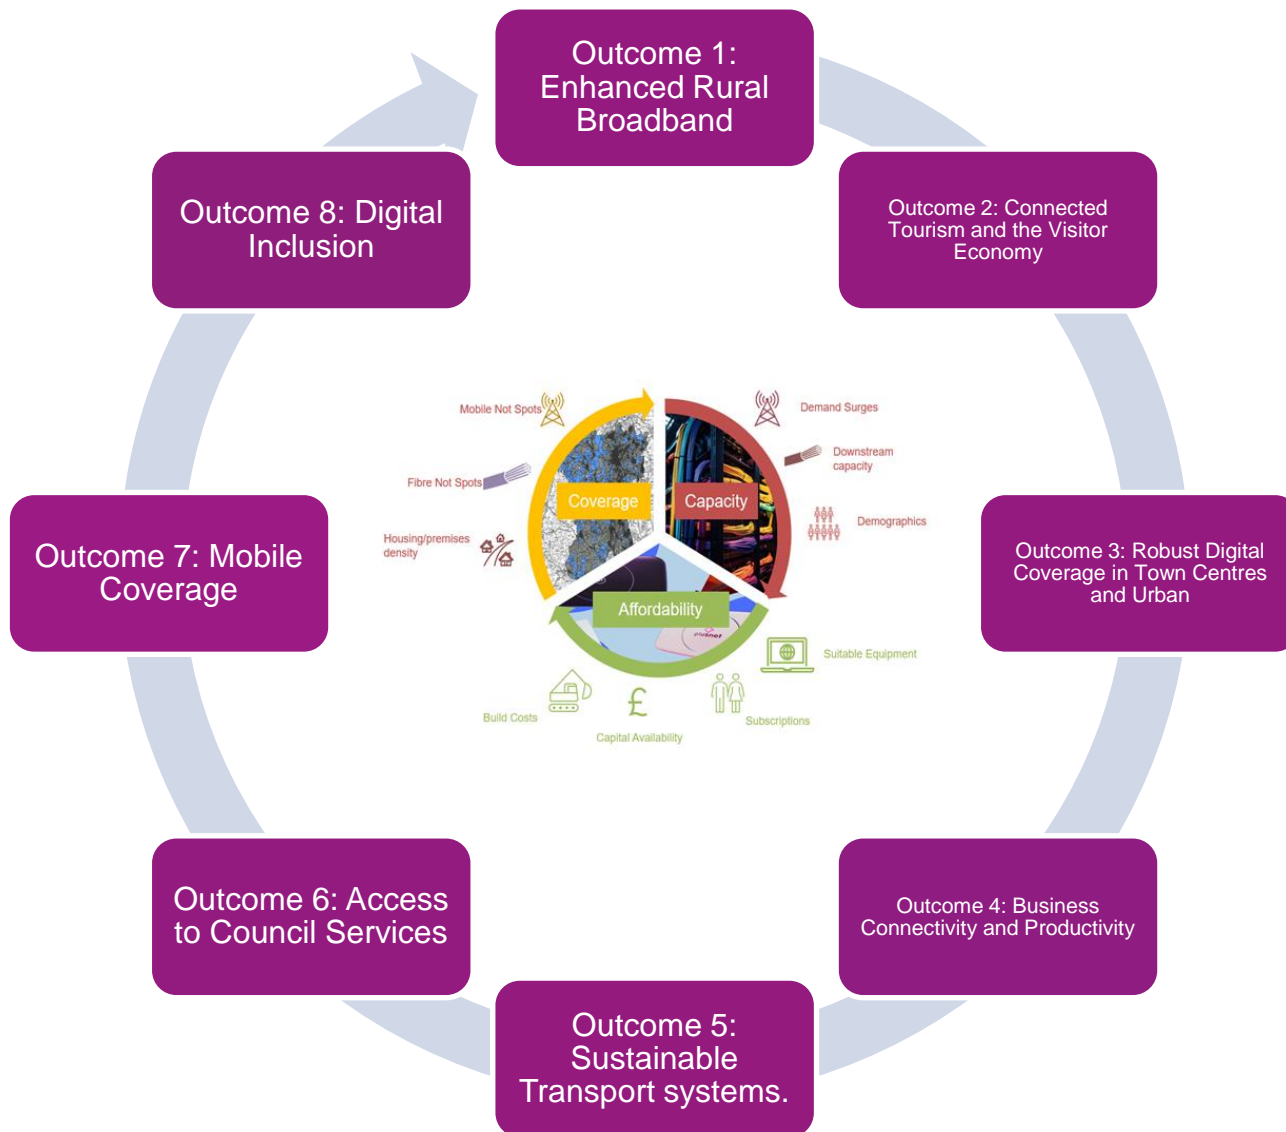 Outcome 1:
Enhanced Rural
Broadband
Outcome 2: Connected
Tourism and the Visitor
Economy
Outcome 3: Robust Digital
Coverage in Town Centres
and Urban
Outcome 4: Business
Connectivity and Productivity
Outcome 5:
Sustainable
Transport systems.
Outcome 6: Access
to Council Services
Outcome 7: Mobile
Coverage
Outcome 8: Digital
Inclusion
Mobile Not Spots
Fibre Not Spots
Housing/premises
density
Coverage
Capacity
Demand Surges
Downstream
capacity
Demographics
Affordability
plusnet
Suitable Equipment
Subscriptions
£
Capital Availability
Build Costs